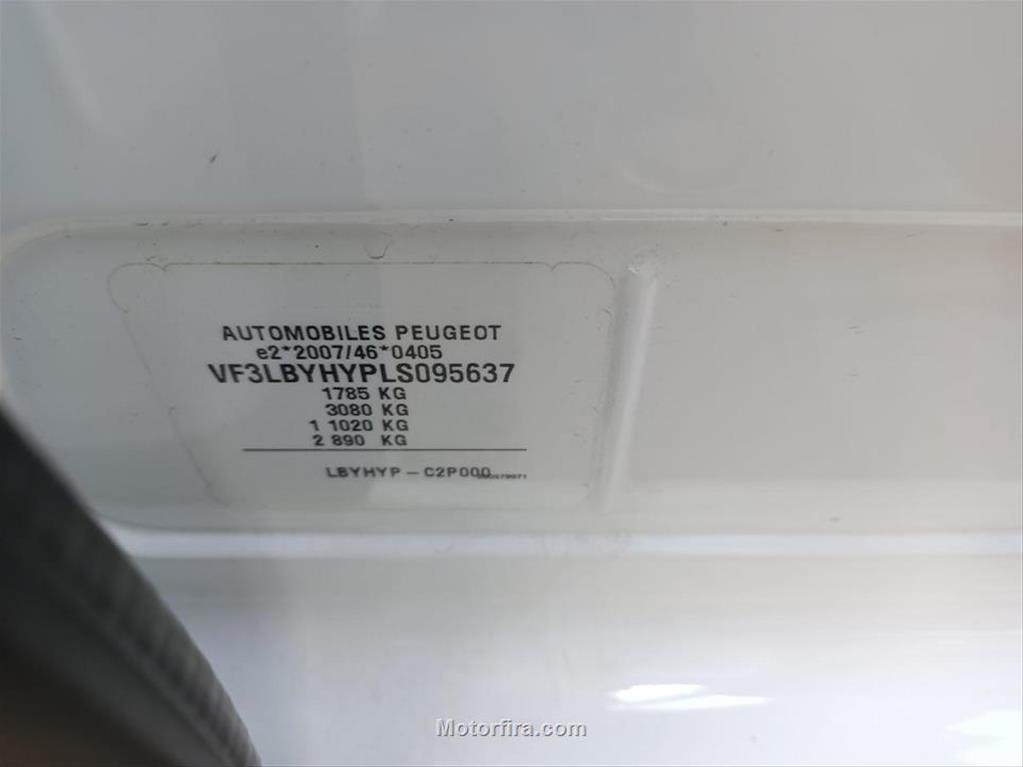 AUTOMOBILES PEUGEOT
e2*2007/46*0405
VF3LBYHYPLS095637
1785 KG
3080 KG
1 1020 KG
2 890 KG
LBYHYP - C2P000
Motorfira.com